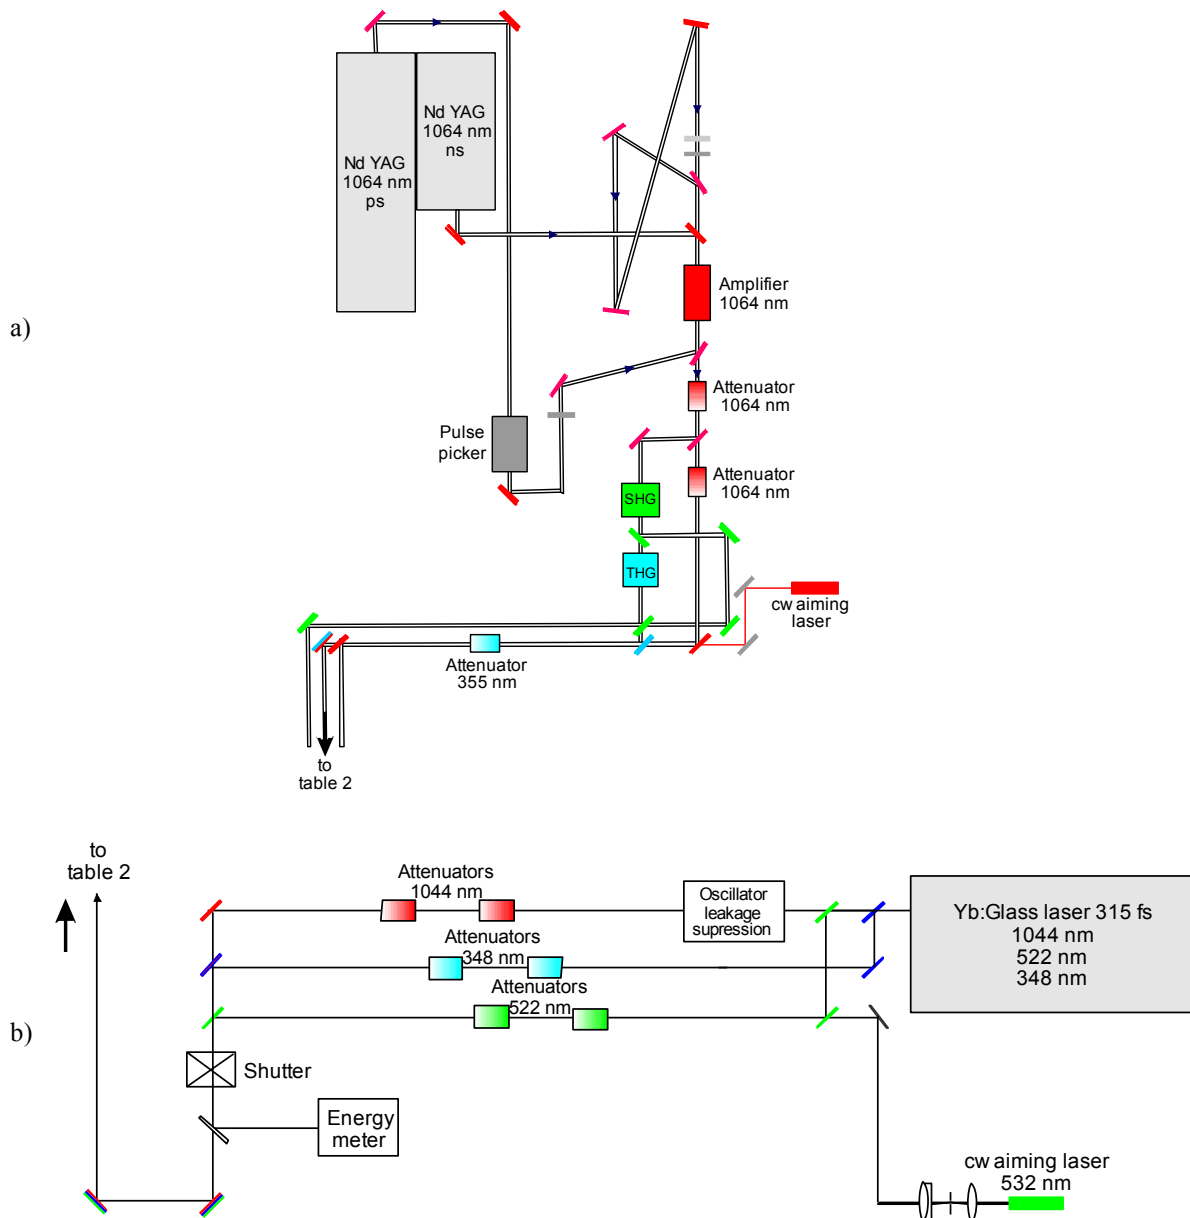 a)
Nd YAG
1064 nm
ns
Nd YAG
1064 nm
ps
Amplifier
1064 nm
Attenuator
1064 nm
Pulse
picker
Attenuator
1064 nm
SHG
THG
cw aiming
laser
Attenuator
355 nm
to
table 2
b)
to
table 2
Attenuators
1044 nm
Oscillator
leakage
supression
Yb:Glass laser 315 fs
1044 nm
522 nm
348 nm
Attenuators
348 nm
Attenuators
522 nm
Shutter
Energy
meter
cw aiming laser
532 nm